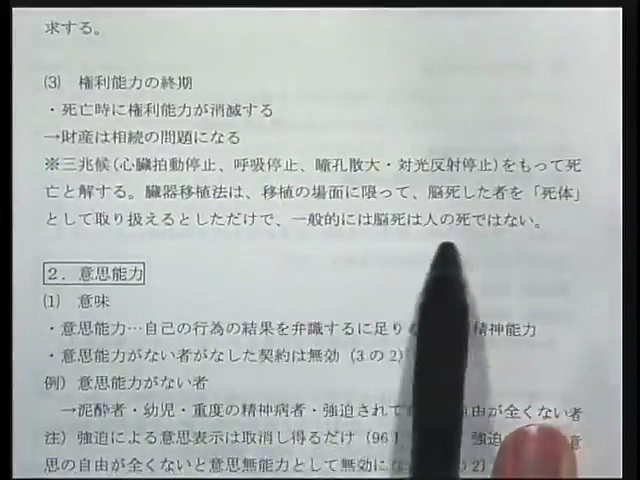 求する。
⑶　権利能力の終期
・死亡時に権利能力が消滅する
→財産は相続の問題になる
※三兆候(心臓拍動停止、呼吸停止、瞳孔散大・対光反射停止)をもって死
亡と解する。臓器移植法は、移植の場面に限って、脳死した者を「死体」
として取り扱えるとしただけで、一般的には脳死は人の死ではない。
２．意思能力
⑴　意味
・意思能力…自己の行為の結果を弁識するに足り 精神能力
・意思能力がない者がなした契約は無効（3の2）
例）意思能力がない者
→泥酔者・幼児・重度の精神病者・強迫されて 自由が全くない者
注）強迫による意思表示は取消し得るだけ（96 強迫 意
思の自由が全くないと意思無能力として無効に の2）